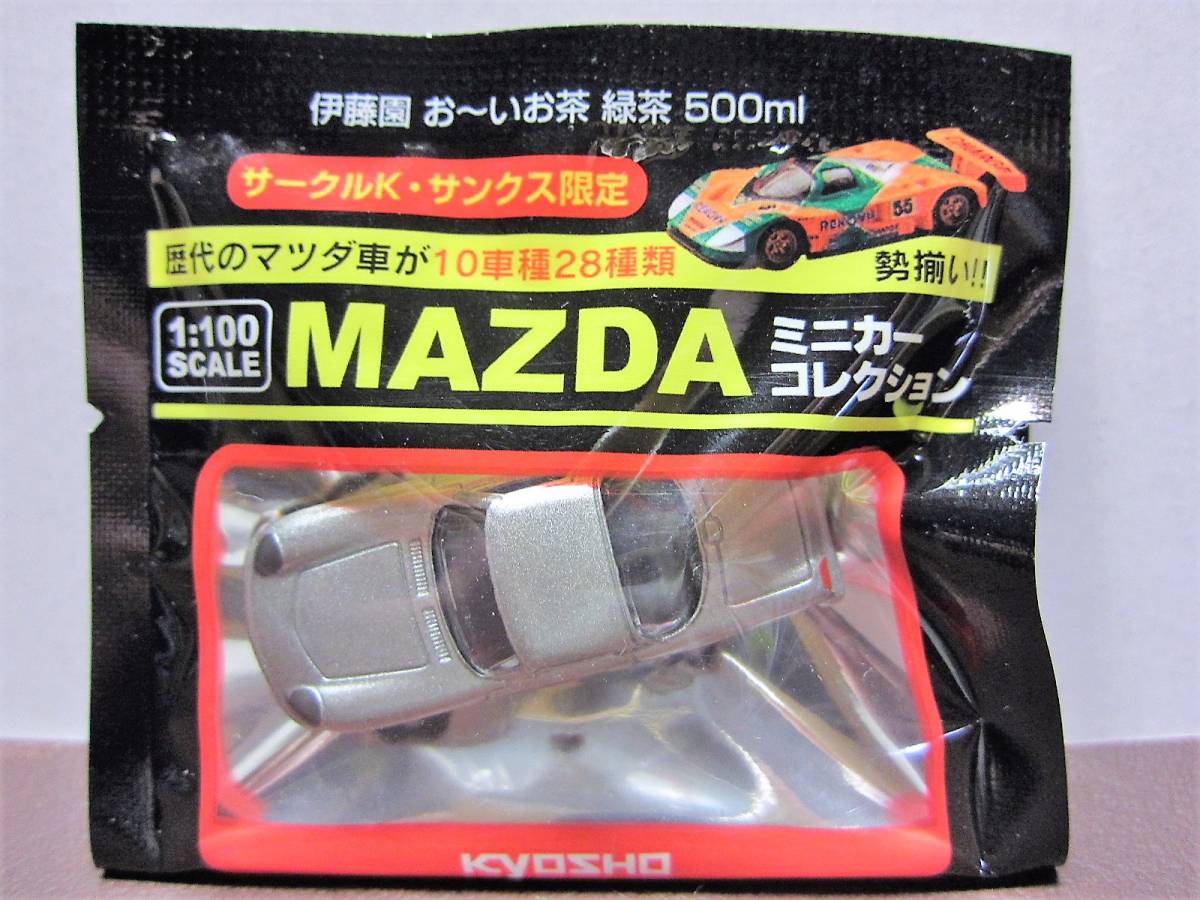 伊藤園 お～いお茶 緑茶 500ml
サークルK・サンクス限定
歴代のマツダ車が10車種28種類
勢揃い!!
1:100
SCALE
MAZDA
ミニカー
コレクション
RENOWN
55
KYOSHO